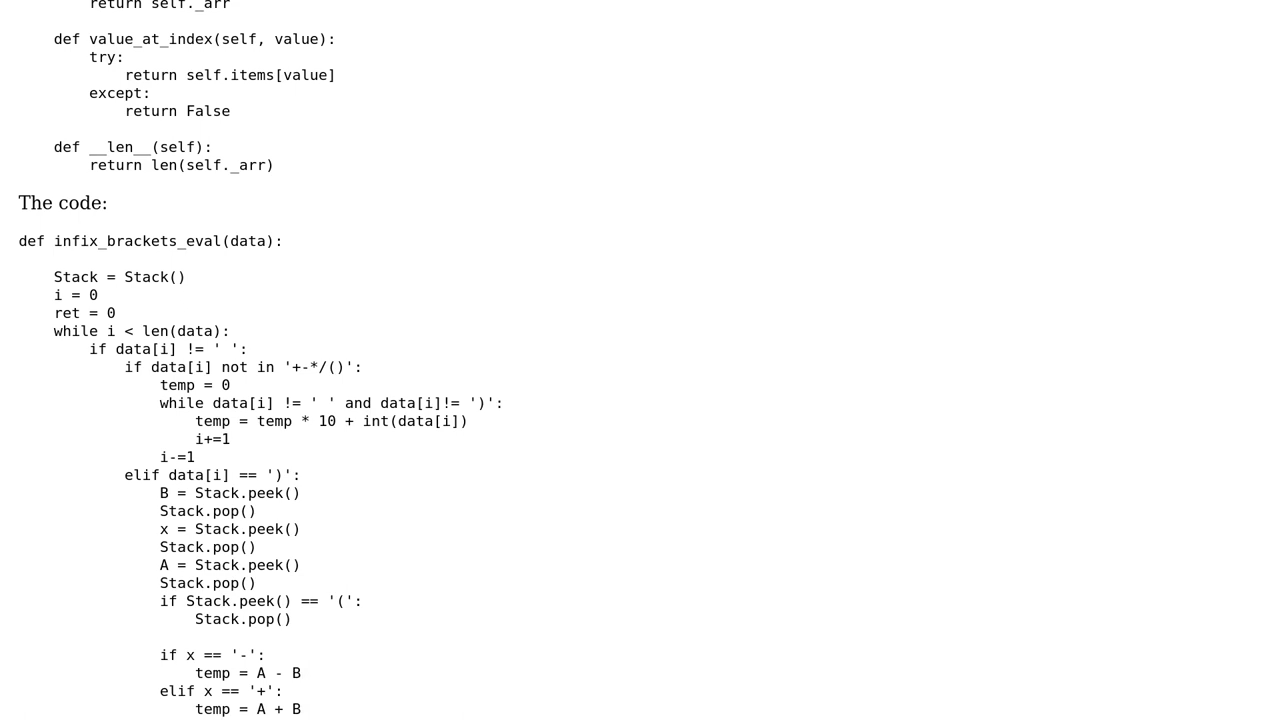 return self._arr

    def value_at_index(self, value):
        try:
            return self.items[value]
        except:
            return False

    def __len__(self):
        return len(self._arr)

The code:

def infix_brackets_eval(data):

    Stack = Stack()
    i = 0
    ret = 0
    while i < len(data):
        if data[i] != ' ':
            if data[i] not in '+-*/()':
                temp = 0
                while data[i] != ' ' and data[i]!= ')':
                    temp = temp * 10 + int(data[i])
                    i+=1
                i-=1
            elif data[i] == ')':
                B = Stack.peek()
                Stack.pop()
                x = Stack.peek()
                Stack.pop()
                A = Stack.peek()
                Stack.pop()
                if Stack.peek() == '(':
                    Stack.pop()

                if x == '-':
                    temp = A - B
                elif x == '+':
                    temp = A + B